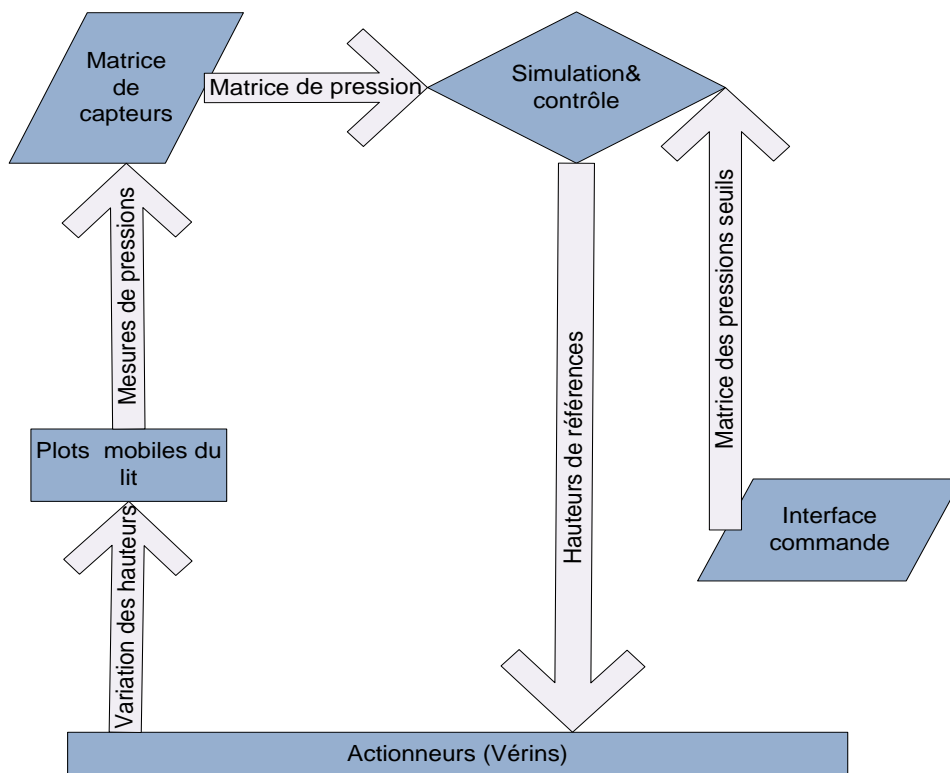 Matrice
de
capteurs
Matrice de pression
Simulation&
contrôle
Mesures de pressions
Hauteurs de références
Matrice des pressions seuils
Plots  mobiles du
lit
Interface
commande
Variation des hauteurs
Actionneurs (Vérins)